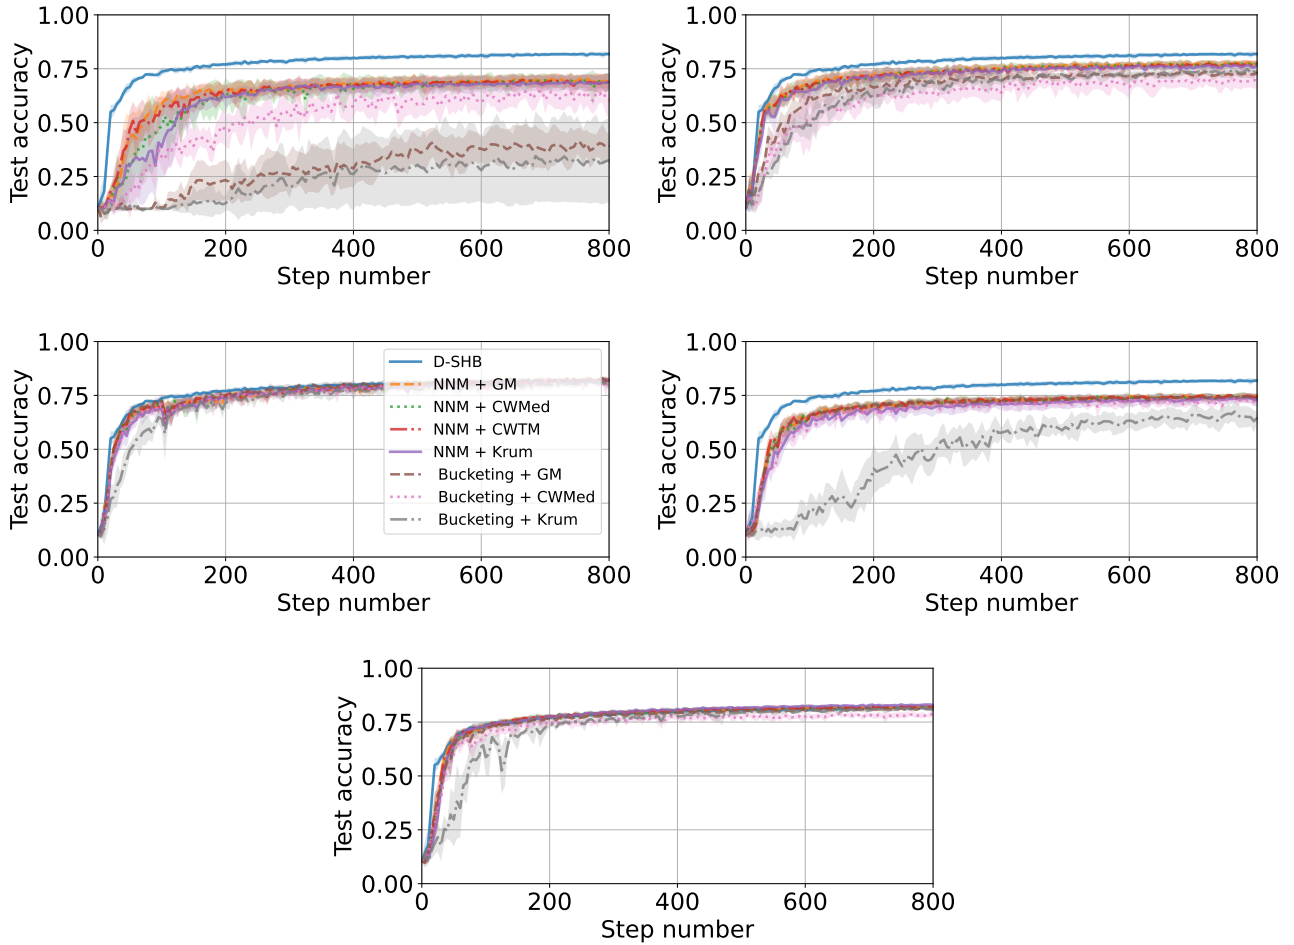 1.00
0.75
0.50
0.25
0.00
Test accuracy
0 200 400 600 800
Step number
1.00
0.75
0.50
0.25
0.00
Test accuracy
0 200 400 600 800
Step number
1.00
0.75
0.50
0.25
0.00
Test accuracy
D-SHB
NNM + GM
NNM + CWMed
NNM + CWTM
NNM + Krum
Bucketing + GM
Bucketing + CWMed
Bucketing + Krum
0 200 400 600 800
Step number
1.00
0.75
0.50
0.25
0.00
Test accuracy
0 200 400 600 800
Step number
1.00
0.75
0.50
0.25
0.00
Test accuracy
0 200 400 600 800
Step number